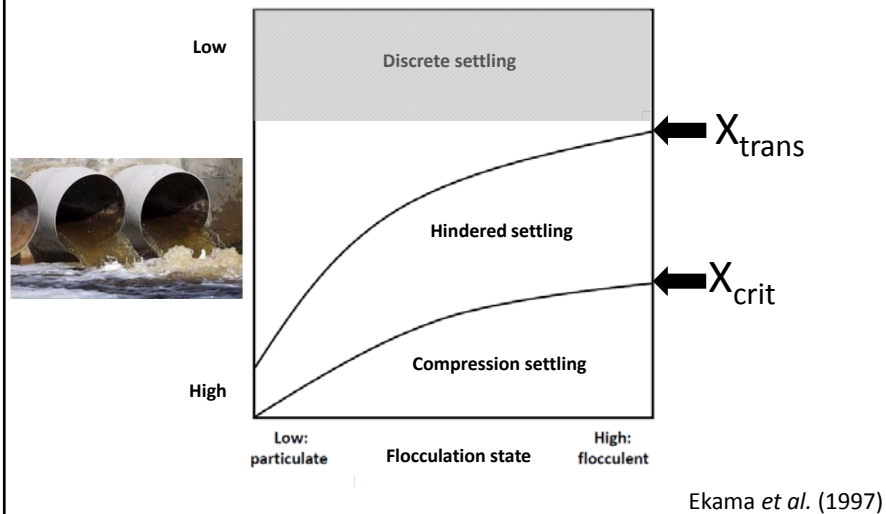 Low
Discrete settling
X_trans
Hindered settling
X_crit
Compression settling
High
Low:
particulate
Flocculation state
High:
flocculent
Ekama et al. (1997)